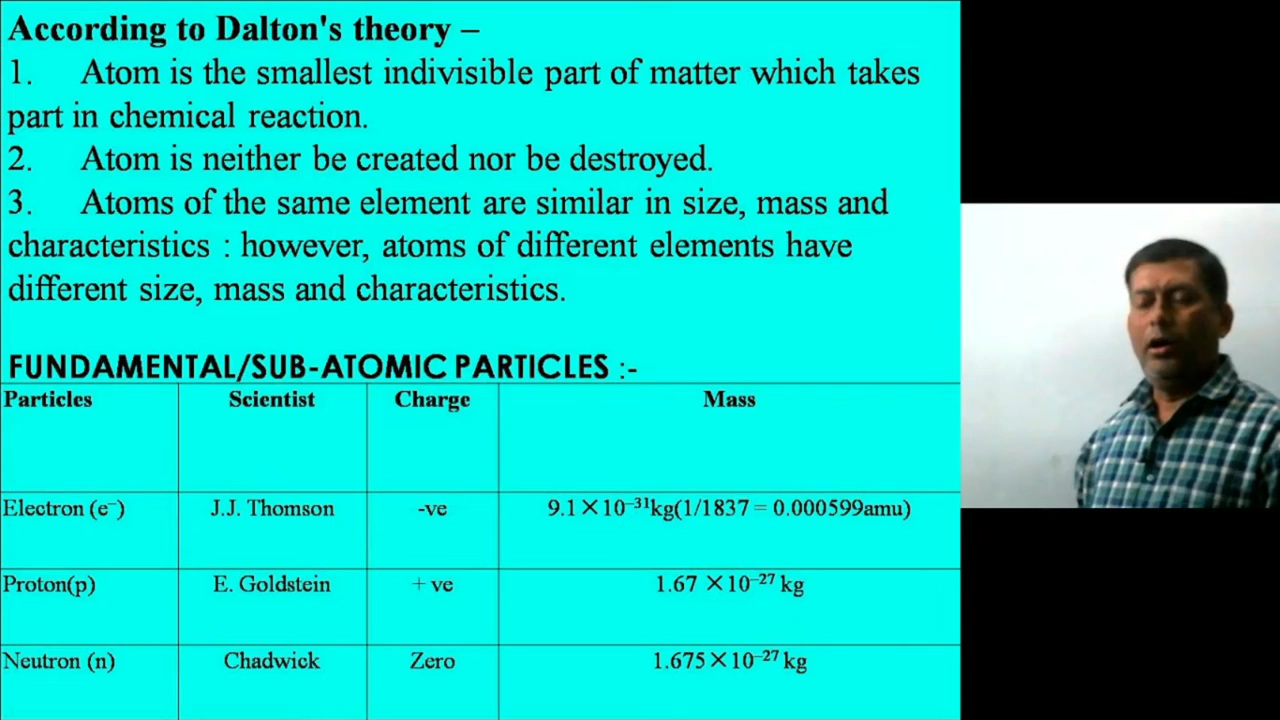 According to Dalton's theory –
1. Atom is the smallest indivisible part of matter which takes
part in chemical reaction.
2. Atom is neither be created nor be destroyed.
3. Atoms of the same element are similar in size, mass and
characteristics : however, atoms of different elements have
different size, mass and characteristics.
FUNDAMENTAL/SUB-ATOMIC PARTICLES :-
Particles Scientist Charge Mass
Electron (e⁻) J.J. Thomson -ve 9.1×10⁻³¹kg(1/1837 = 0.000599amu)
Proton(p) E. Goldstein + ve 1.67 ×10⁻²⁷ kg
Neutron (n) Chadwick Zero 1.675×10⁻²⁷ kg